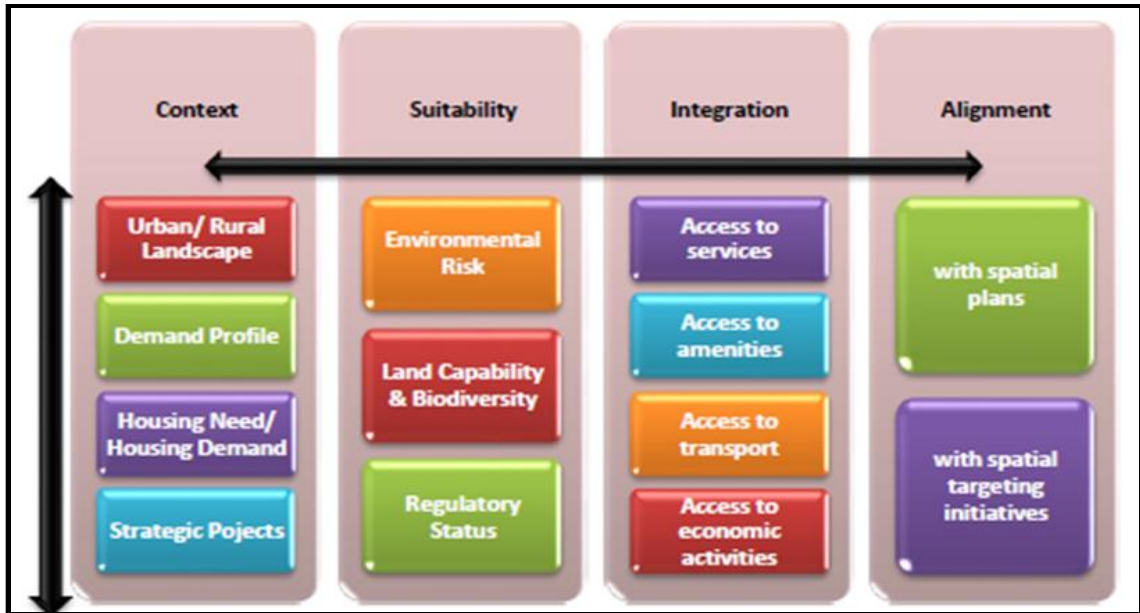 Context
Urban/ Rural
Landscape
Demand Profile
Housing Need/
Housing Demand
Strategic Pojects
Suitability
Environmental
Risk
Land Capability
& Biodiversity
Regulatory
Status
Integration
Access to
services
Access to
amenities
Access to
transport
Access to
economic
activities
Alignment
with spatial
plans
with spatial
targeting
initiatives